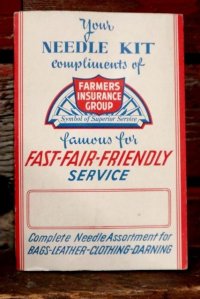 Your
NEEDLE KIT
compliments of
FARMERS
INSURANCE
GROUP
Symbol of Superior Service
famous for
FAST-FAIR-FRIENDLY
SERVICE
Complete Needle Assortment for
BAGS-LEATHER-CLOTHING-DARNING